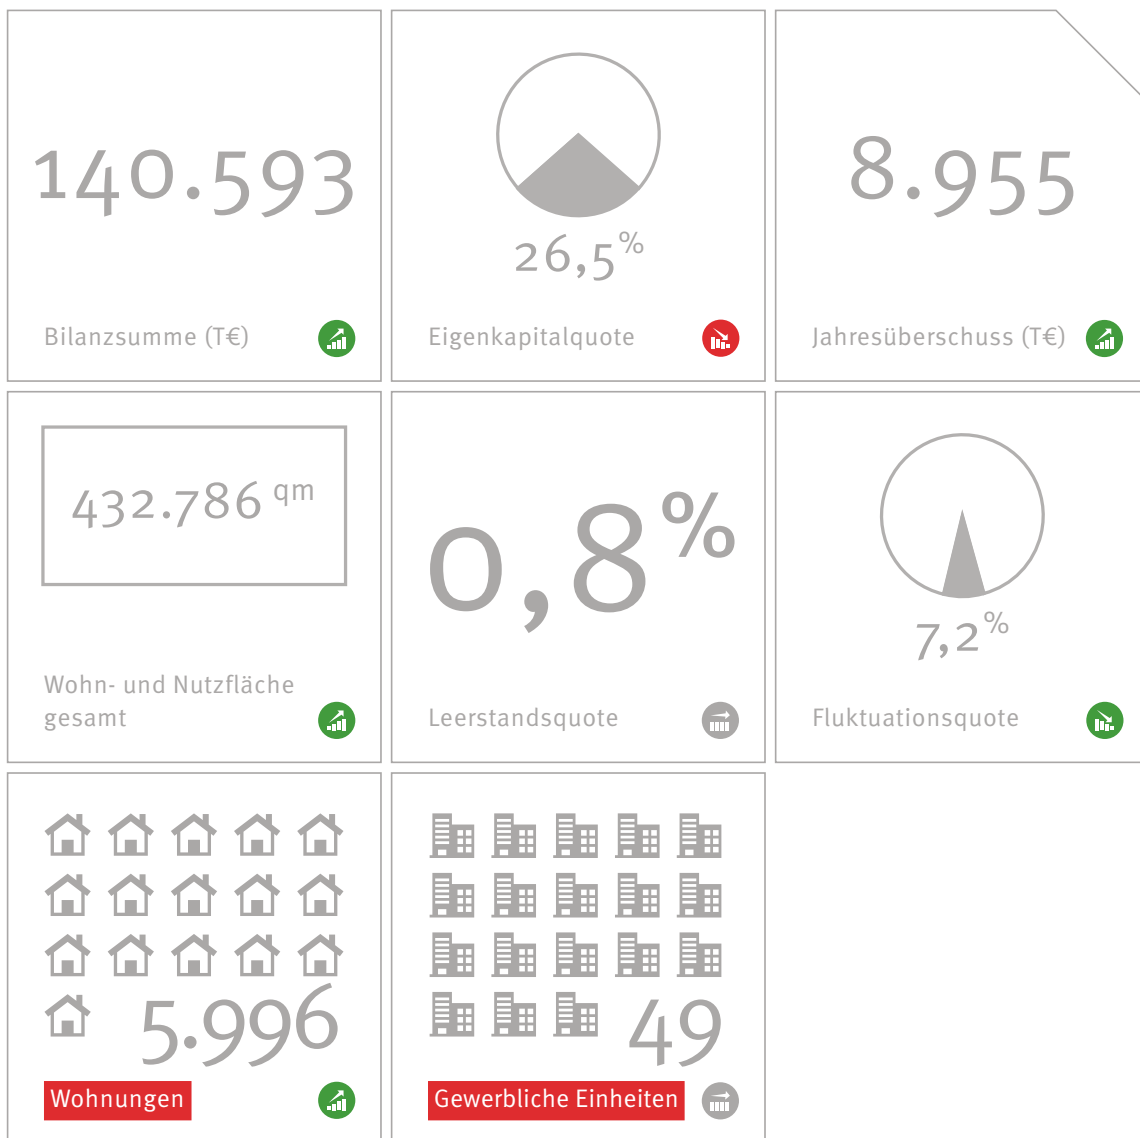 140.593
Bilanzsumme (T€)
26,5%
Eigenkapitalquote
8.955
Jahresüberschuss (T€)
432.786 qm
Wohn- und Nutzfläche
gesamt
0,8%
Leerstandsquote
7,2%
Fluktuationsquote
5.996
Wohnungen
49
Gewerbliche Einheiten